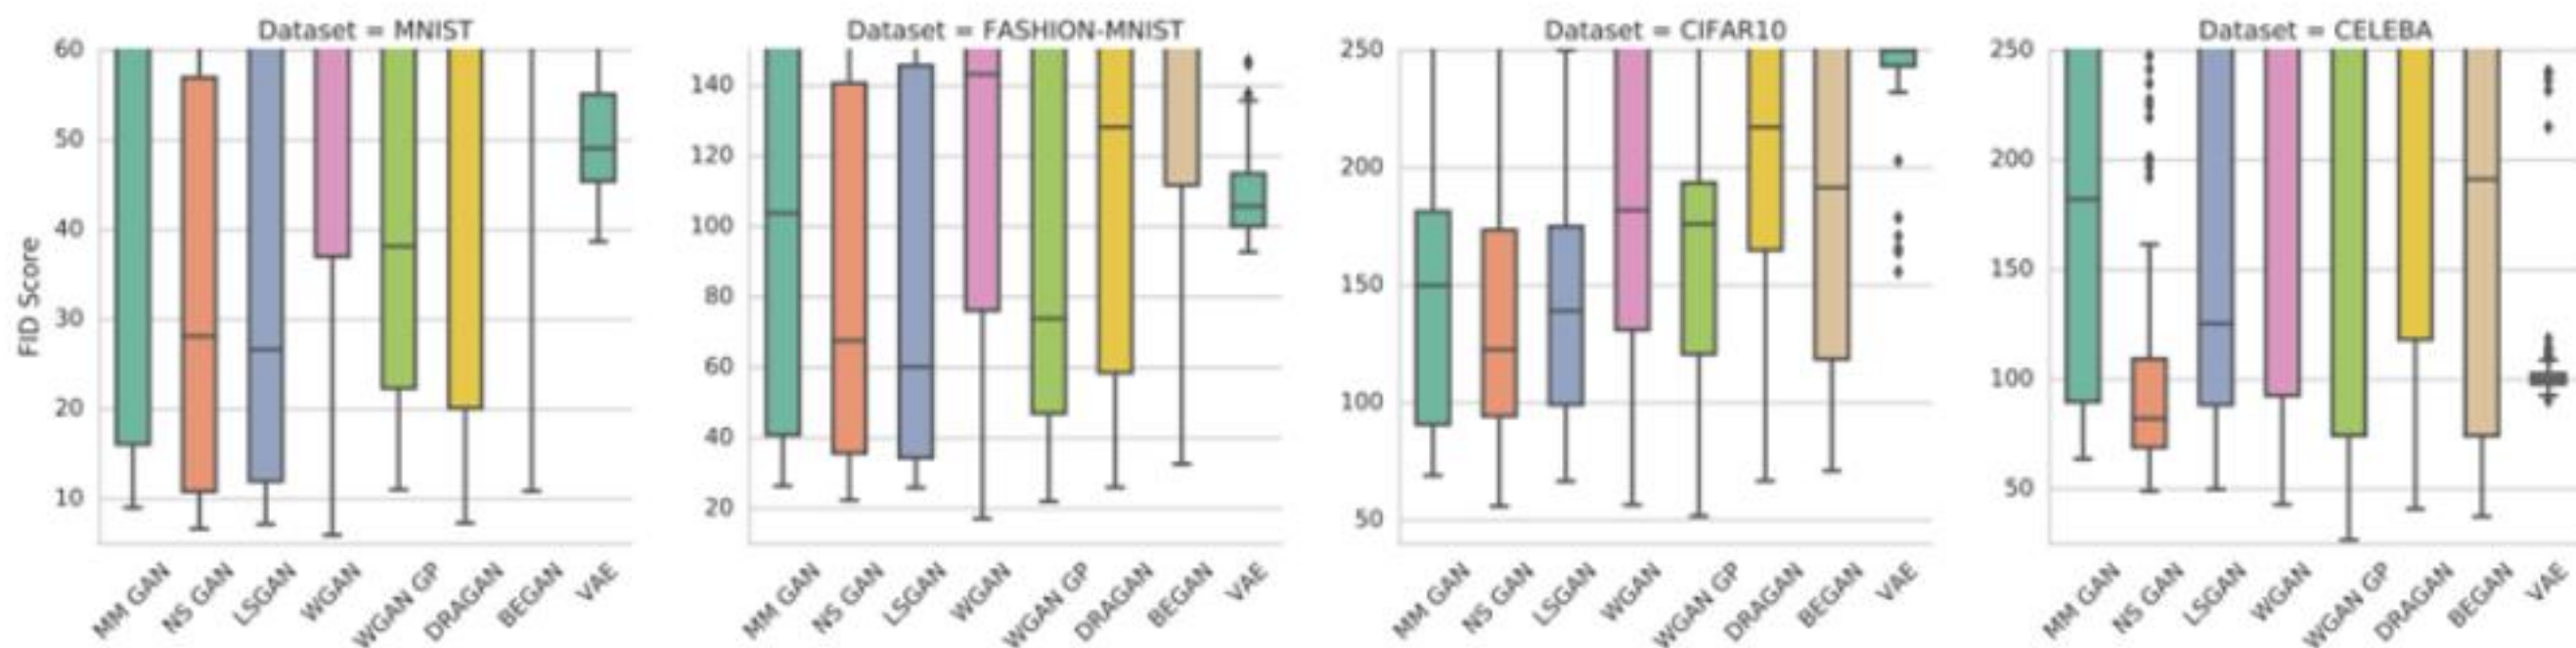 Dataset = MNIST
FID Score
60
50
40
30
20
10
MM GAN
NS GAN
LSGAN
WGAN
WGAN GP
DRAGAN
BEGAN
VAE
Dataset = FASHION-MNIST
140
120
100
80
60
40
20
MM GAN
NS GAN
LSGAN
WGAN
WGAN GP
DRAGAN
BEGAN
VAE
Dataset = CIFAR10
250
200
150
100
50
MM GAN
NS GAN
LSGAN
WGAN
WGAN GP
DRAGAN
BEGAN
VAE
Dataset = CELEBA
250
200
150
100
50
MM GAN
NS GAN
LSGAN
WGAN
WGAN GP
DRAGAN
BEGAN
VAE